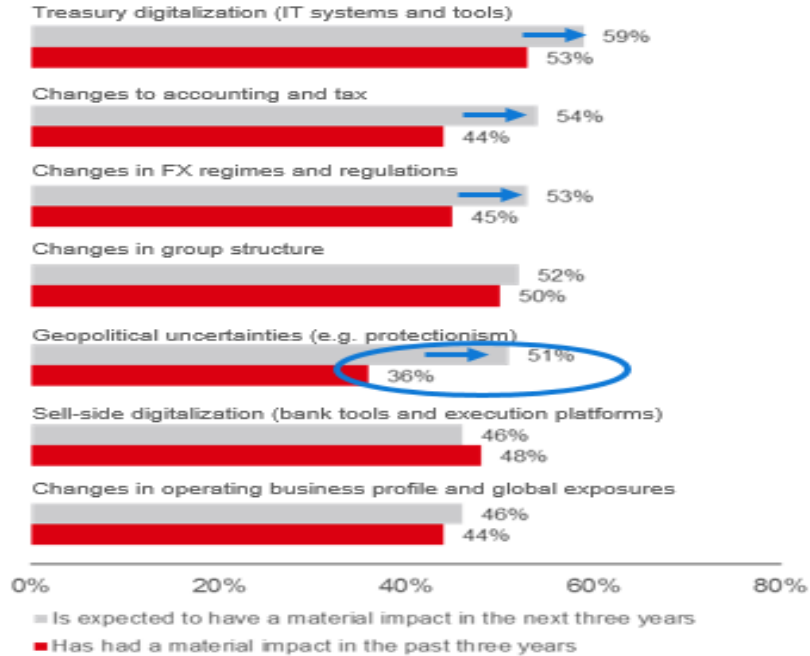 Treasury digitalization (IT systems and tools)
59%
53%
Changes to accounting and tax
54%
44%
Changes in FX regimes and regulations
53%
45%
Changes in group structure
52%
50%
Geopolitical uncertainties (e.g. protectionism)
51%
36%
Sell-side digitalization (bank tools and execution platforms)
46%
48%
Changes in operating business profile and global exposures
46%
44%
0% 20% 40% 60% 80%
Is expected to have a material impact in the next three years
Has had a material impact in the past three years